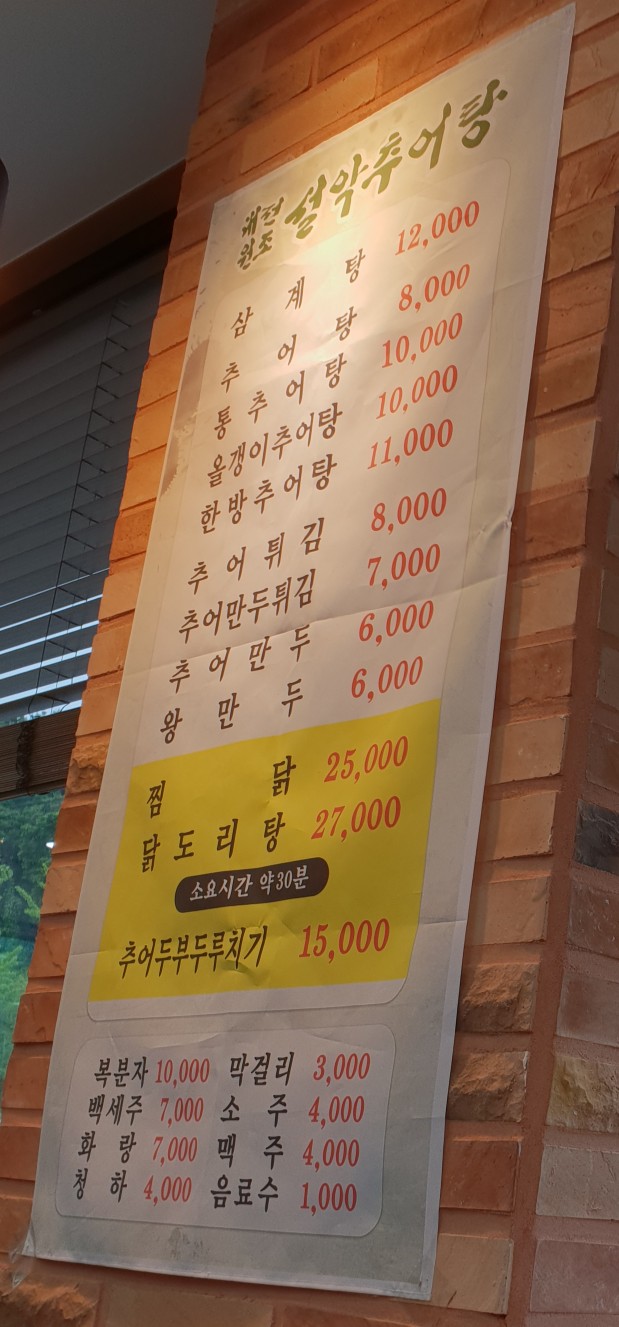 대전
원조 설악추어탕
삼계탕 12,000
추어탕 8,000
통추어탕 10,000
올갱이추어탕 10,000
한방추어탕 11,000
추어튀김 8,000
추어만두튀김 7,000
추어만두 6,000
왕만두 6,000
찜닭 25,000
닭도리탕 27,000
소요시간 약30분
추어두부두루치기 15,000
복분자 10,000 막걸리 3,000
백세주 7,000 소주 4,000
화랑 7,000 맥주 4,000
청하 4,000 음료수 1,000